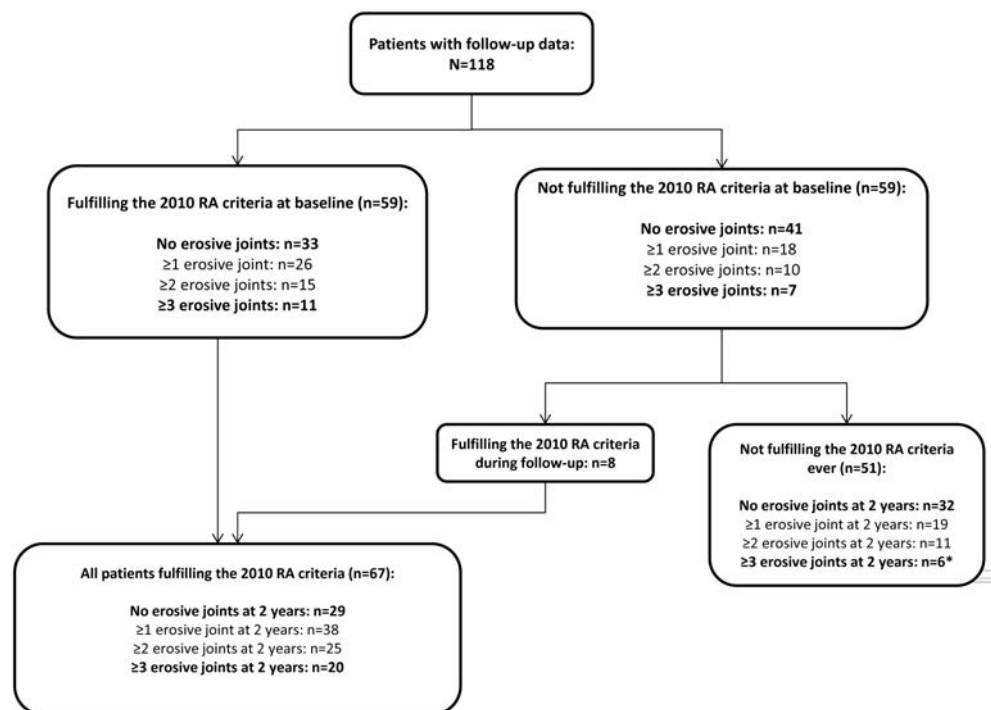 Patients with follow-up data:
N=118
Fulfilling the 2010 RA criteria at baseline (n=59):
No erosive joints: n=33
≥1 erosive joint: n=26
≥2 erosive joints: n=15
≥3 erosive joints: n=11
Not fulfilling the 2010 RA criteria at baseline (n=59):
No erosive joints: n=41
≥1 erosive joint: n=18
≥2 erosive joints: n=10
≥3 erosive joints: n=7
Fulfilling the 2010 RA criteria
during follow-up: n=8
Not fulfilling the 2010 RA criteria
ever (n=51):
No erosive joints at 2 years: n=32
≥1 erosive joint at 2 years: n=19
≥2 erosive joints at 2 years: n=11
≥3 erosive joints at 2 years: n=6*
All patients fulfilling the 2010 RA criteria (n=67):
No erosive joints at 2 years: n=29
≥1 erosive joint at 2 years: n=38
≥2 erosive joints at 2 years: n=25
≥3 erosive joints at 2 years: n=20